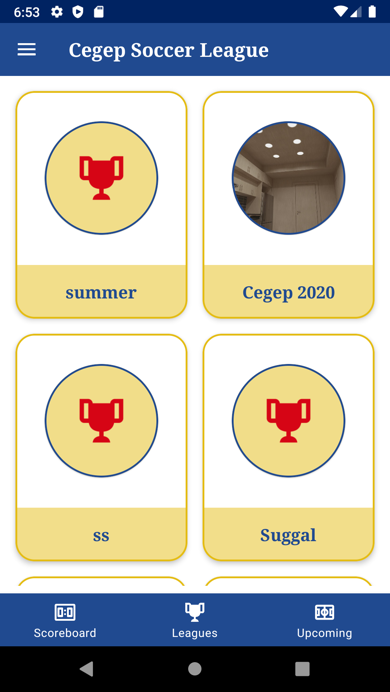 6:53
Cegep Soccer League
summer
Cegep 2020
ss
Suggal
Scoreboard
Leagues
Upcoming